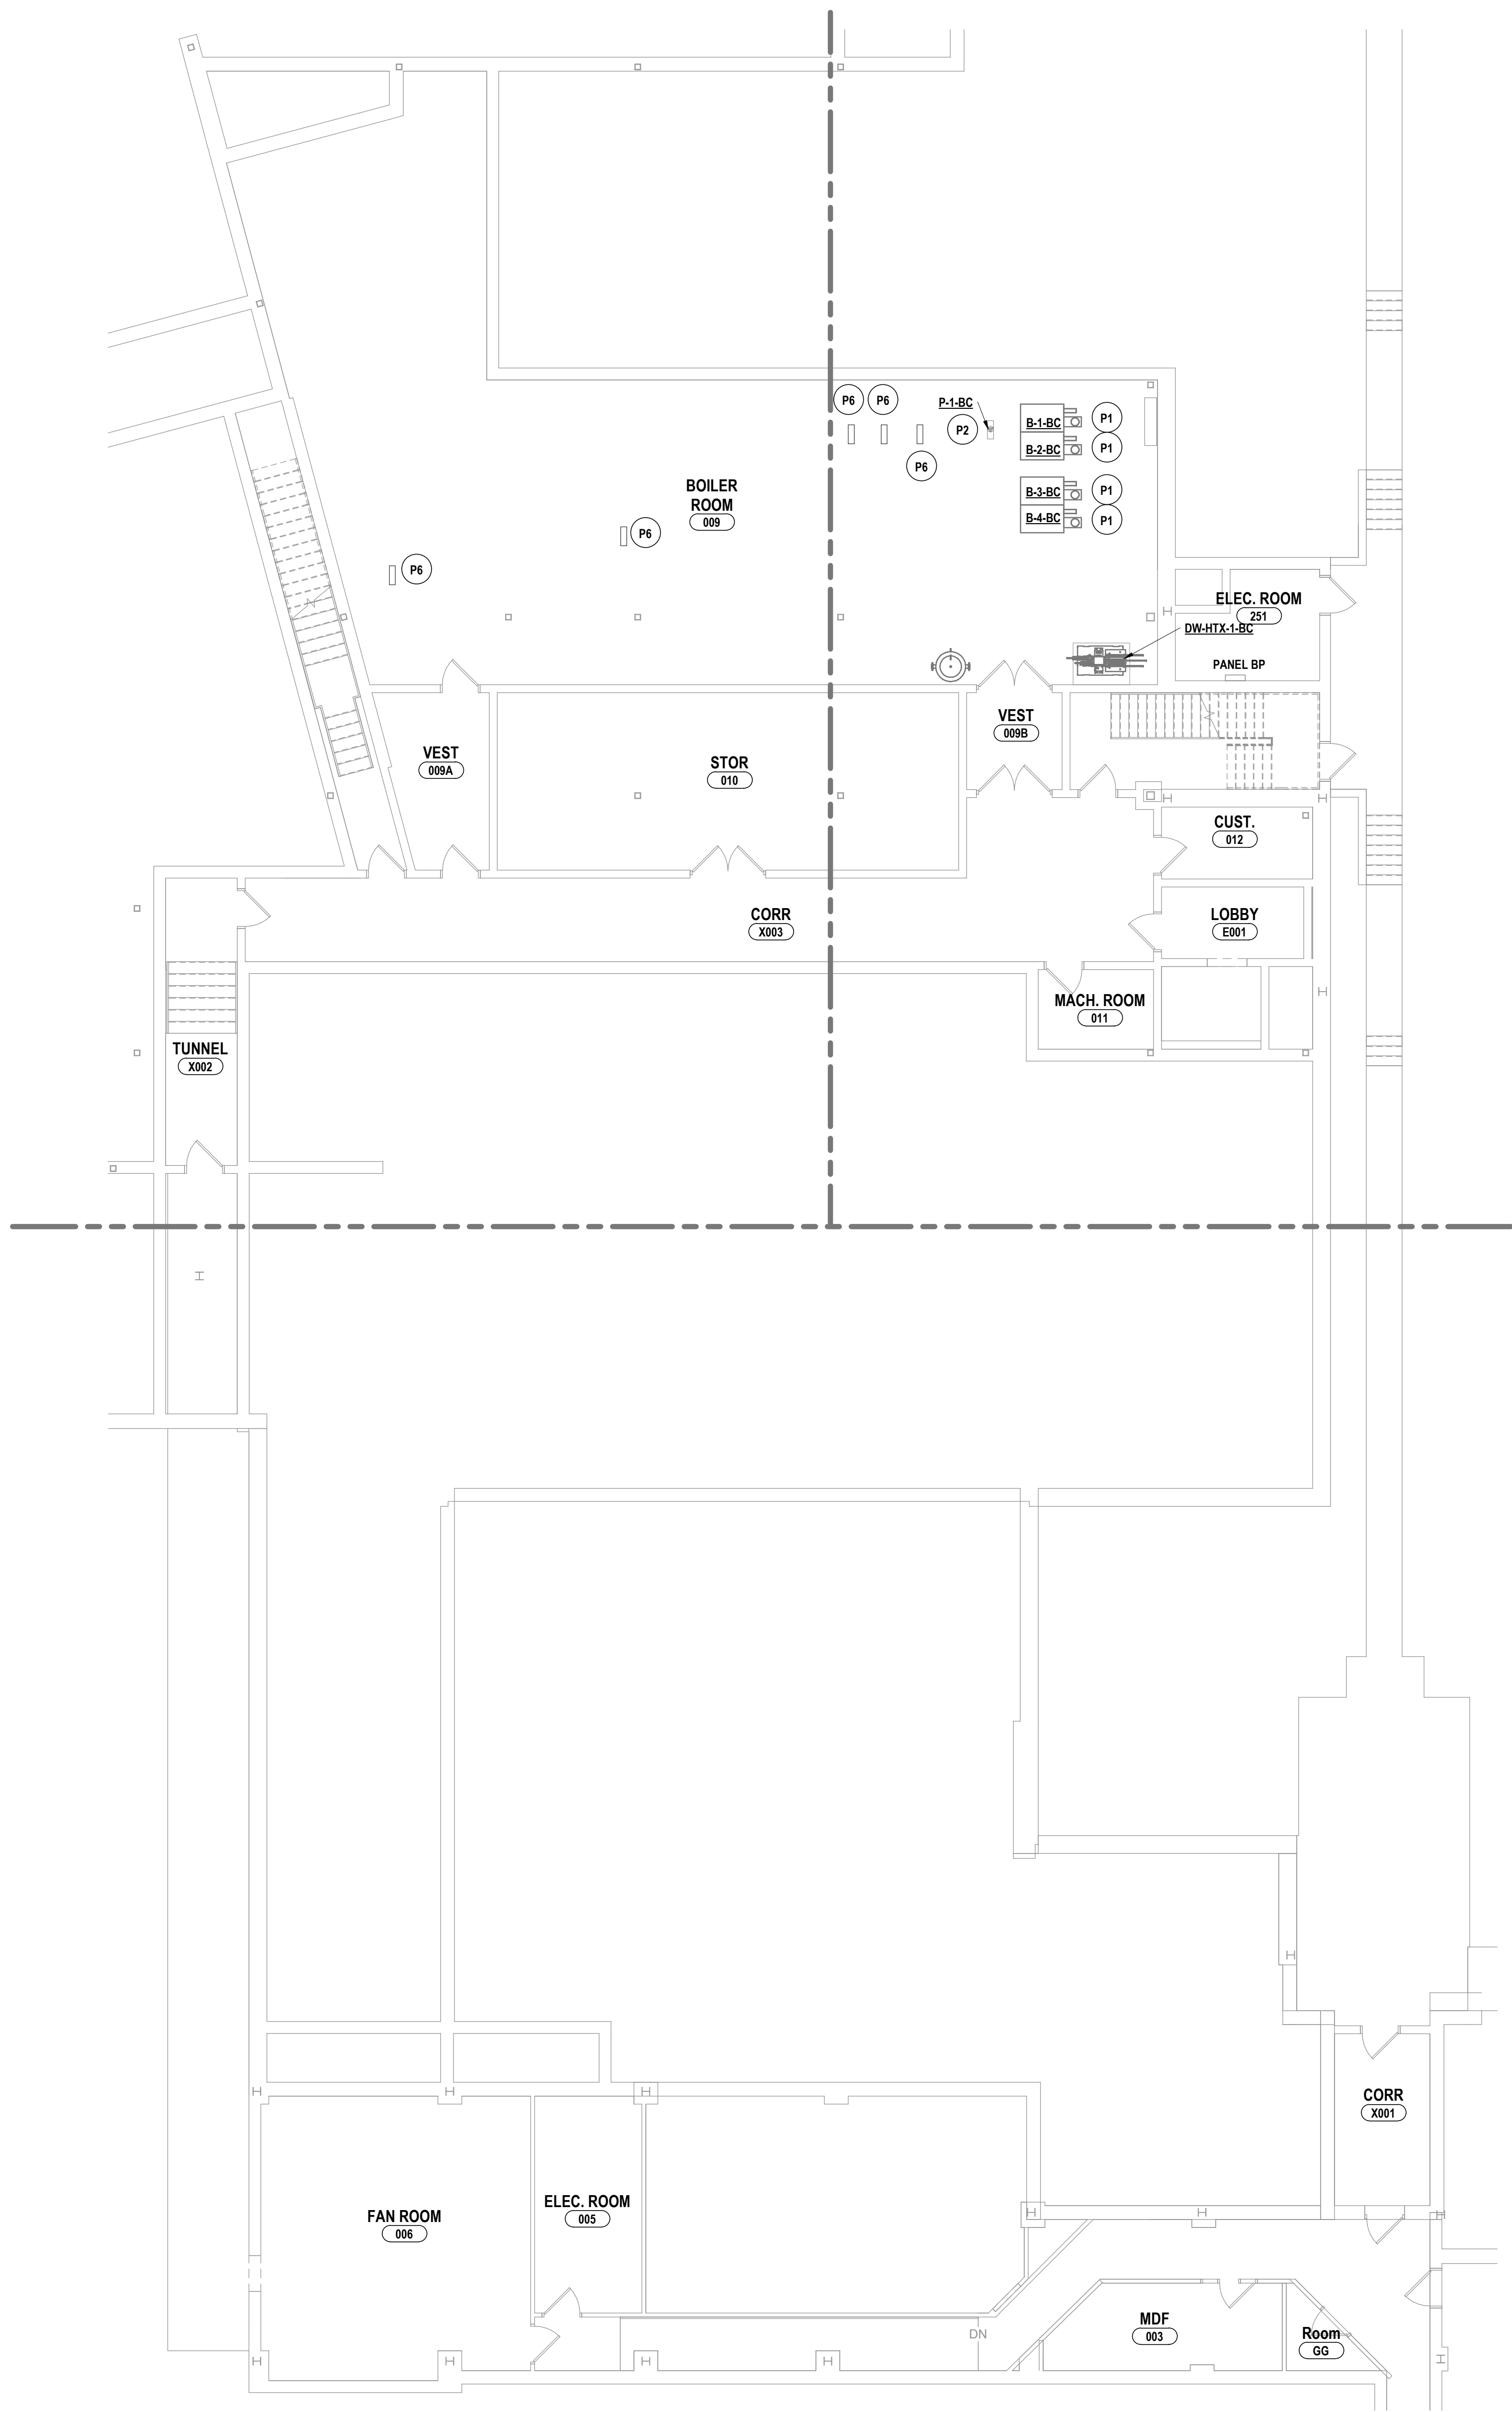 P6
P6
P-1-BC
P2
B-1-BC
P1
B-2-BC
P1
P6
BOILER
ROOM
009
B-3-BC
P1
B-4-BC
P1
P6
P6
ELEC. ROOM
251
DW-HTX-1-BC
PANEL BP
VEST
009A
STOR
010
VEST
009B
CUST.
012
CORR
X003
LOBBY
E001
MACH. ROOM
011
TUNNEL
X002
CORR
X001
FAN ROOM
006
ELEC. ROOM
005
DN
MDF
003
Room
GG